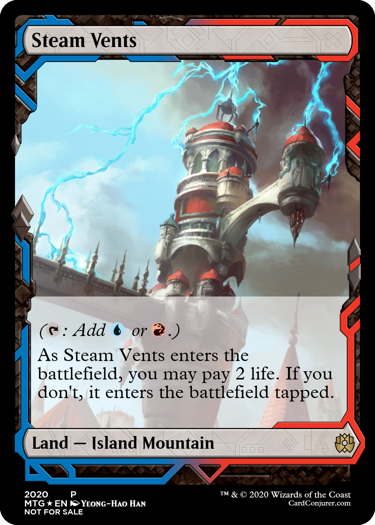 Steam Vents
(T: Add U or R.)
As Steam Vents enters the
battlefield, you may pay 2 life. If you
don't, it enters the battlefield tapped.
Land — Island Mountain
2020 P
MTG ★ EN Yeong-Hao Han
NOT FOR SALE
™ & © 2020 Wizards of the Coast
CardConjurer.com